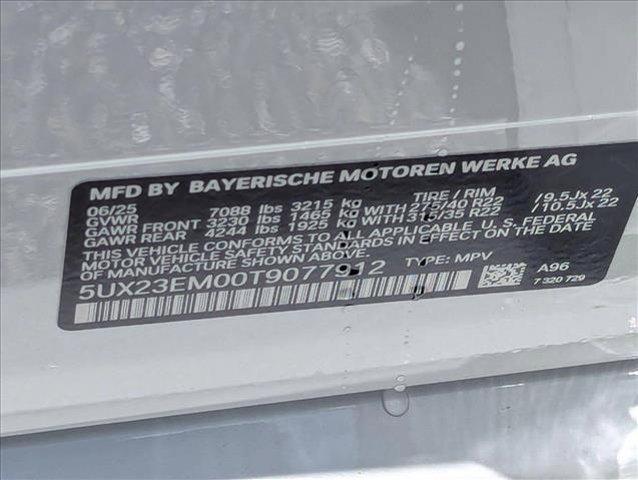 MFD BY BAYERISCHE MOTOREN WERKE AG
06/25
GVWR 7088 lbs 3215 kg TIRE / RIM
GAWR FRONT 3230 lbs 1465 kg WITH 275/40 R22 / 9.5Jx 22
GAWR REAR 4244 lbs 1925 kg WITH 315/35 R22 / 10.5Jx 22
THIS VEHICLE CONFORMS TO ALL APPLICABLE U.S. FEDERAL
MOTOR VEHICLE SAFETY STANDARDS IN EFFECT ON THE DATE
OF MANUFACTURE SHOWN ABOVE.
5UX23EM00T9077912 TYPE: MPV
A96
7 320 729